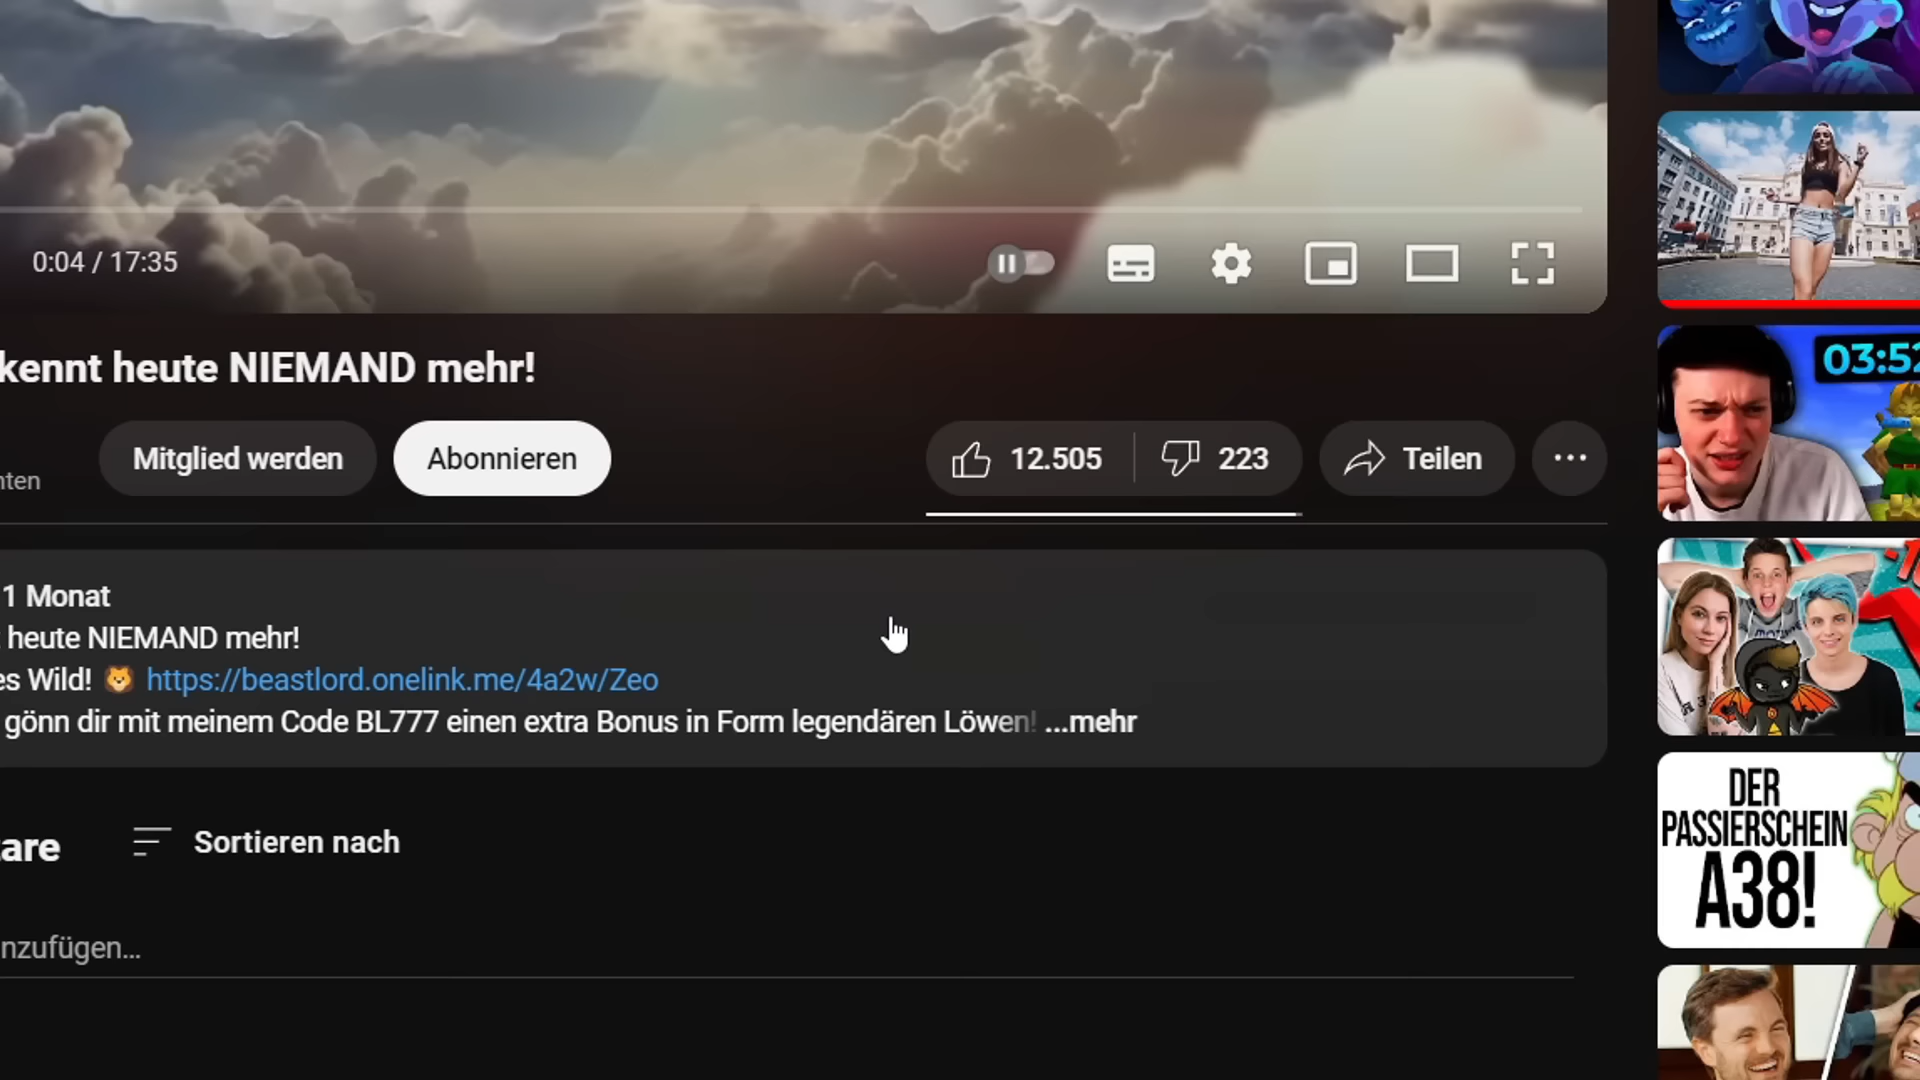 0:04 / 17:35
kennt heute NIEMAND mehr!
Mitglied werden
Abonnieren
12.505
223
Teilen
nten
1 Monat
heute NIEMAND mehr!
es Wild! 🦁 https://beastlord.onelink.me/4a2w/Zeo
gönn dir mit meinem Code BL777 einen extra Bonus in Form legendären Löwen! ...mehr
tare
Sortieren nach
nzufügen...
03:52
DER
PASSIERSCHEIN
A38!